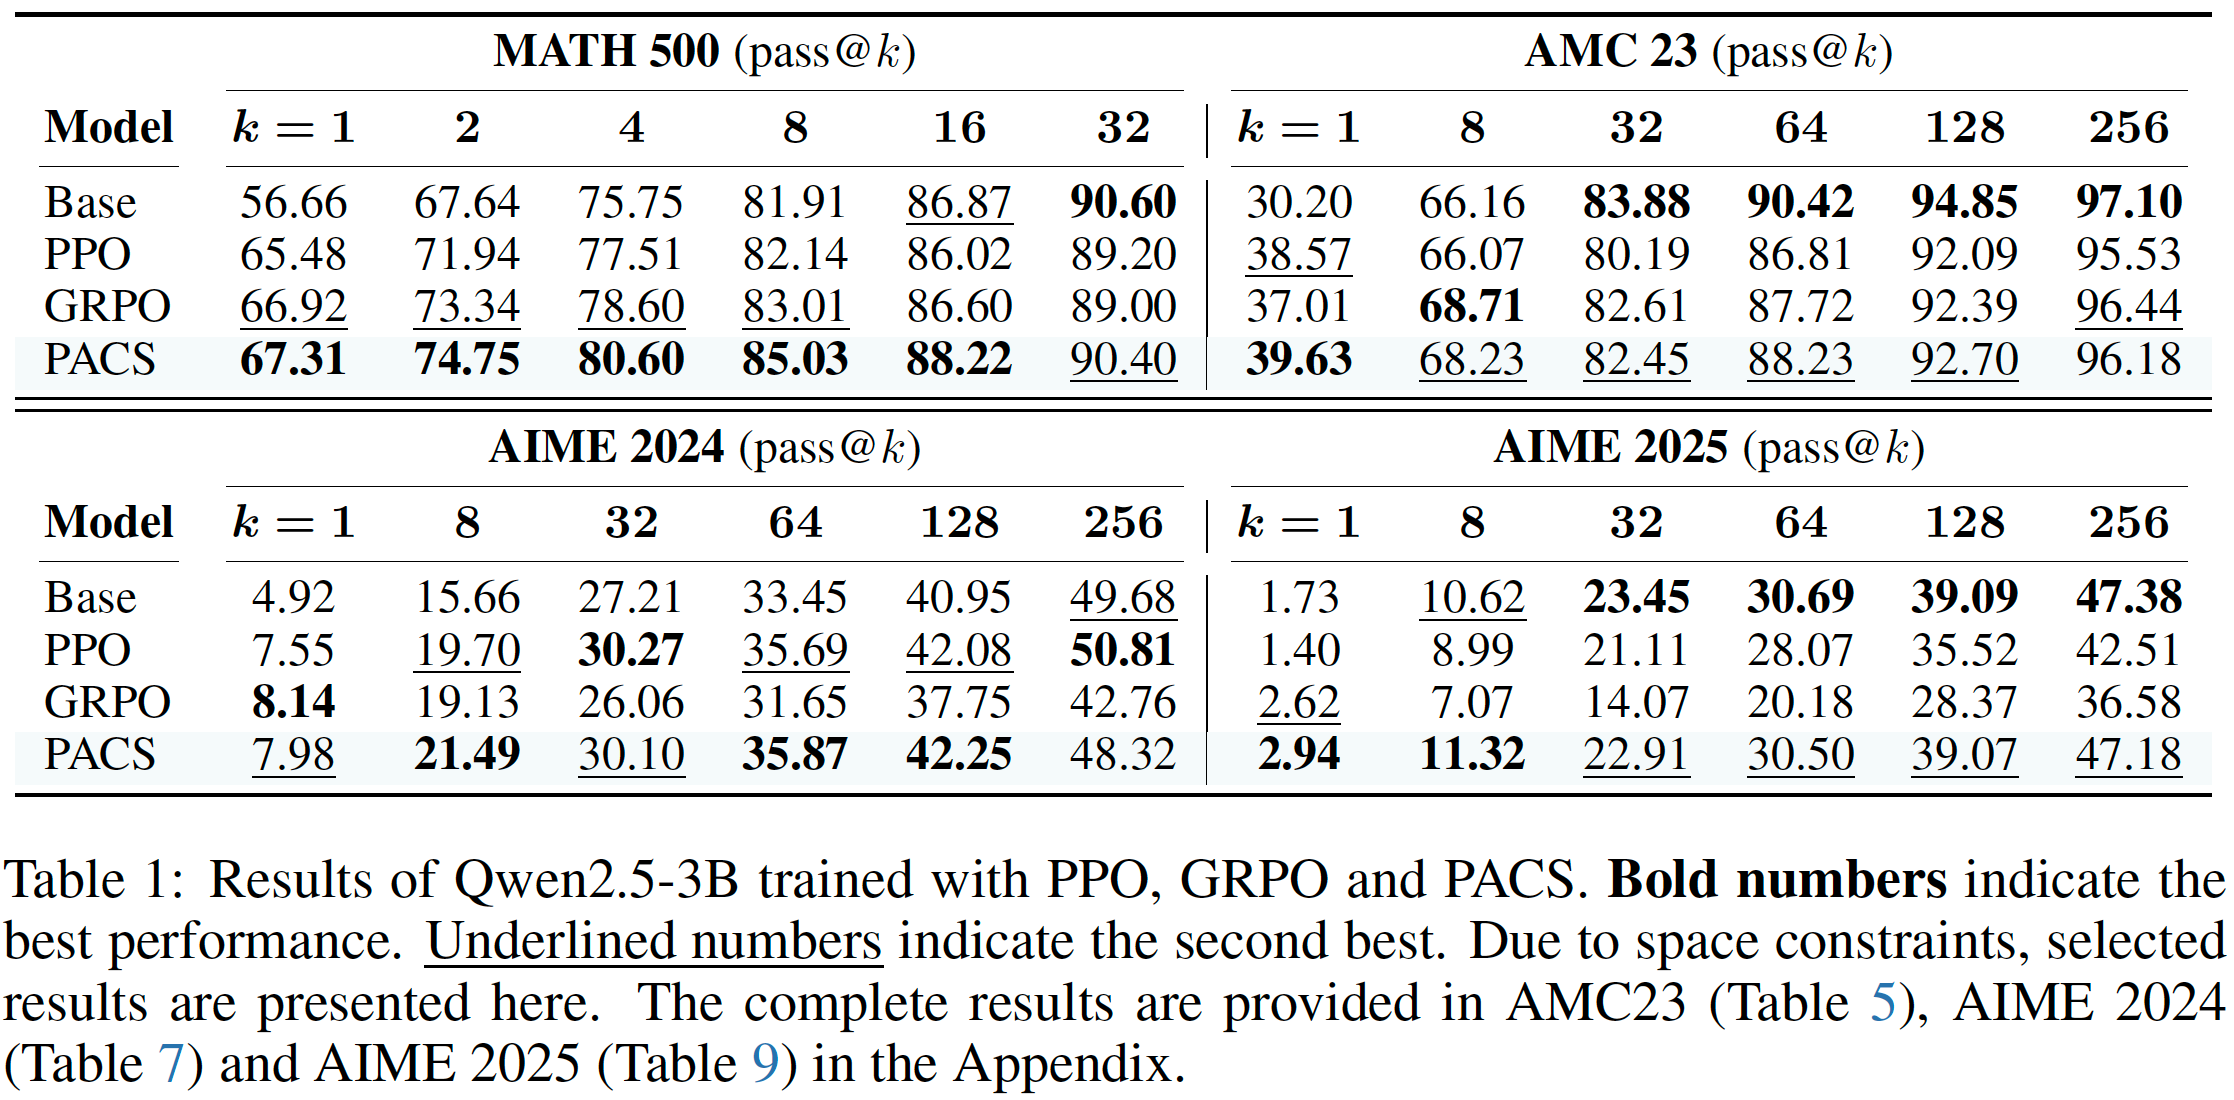 MATH 500 (pass@k) AMC 23 (pass@k)
Model k = 1 2 4 8 16 32 k = 1 8 32 64 128 256
Base 56.66 67.64 75.75 81.91 86.87 90.60 30.20 66.16 83.88 90.42 94.85 97.10
PPO 65.48 71.94 77.51 82.14 86.02 89.20 38.57 66.07 80.19 86.81 92.09 95.53
GRPO 66.92 73.34 78.60 83.01 86.60 89.00 37.01 68.71 82.61 87.72 92.39 96.44
PACS 67.31 74.75 80.60 85.03 88.22 90.40 39.63 68.23 82.45 88.23 92.70 96.18
AIME 2024 (pass@k) AIME 2025 (pass@k)
Model k = 1 8 32 64 128 256 k = 1 8 32 64 128 256
Base 4.92 15.66 27.21 33.45 40.95 49.68 1.73 10.62 23.45 30.69 39.09 47.38
PPO 7.55 19.70 30.27 35.69 42.08 50.81 1.40 8.99 21.11 28.07 35.52 42.51
GRPO 8.14 19.13 26.06 31.65 37.75 42.76 2.62 7.07 14.07 20.18 28.37 36.58
PACS 7.98 21.49 30.10 35.87 42.25 48.32 2.94 11.32 22.91 30.50 39.07 47.18
Table 1: Results of Qwen2.5-3B trained with PPO, GRPO and PACS. Bold numbers indicate the
best performance. Underlined numbers indicate the second best. Due to space constraints, selected
results are presented here. The complete results are provided in AMC23 (Table 5), AIME 2024
(Table 7) and AIME 2025 (Table 9) in the Appendix.